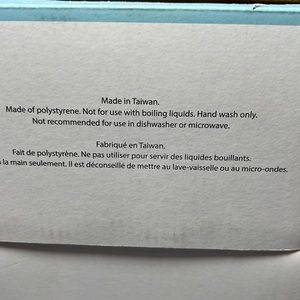 Made in Taiwan.
Made of polystyrene. Not for use with boiling liquids. Hand wash only.
Not recommended for use in dishwasher or microwave.
Fabriqué en Taiwan.
Fait de polystyrène. Ne pas utiliser pour servir des liquides bouillants.
la main seulement. Il est déconseillé de mettre au lave-vaisselle ou au micro-ondes.